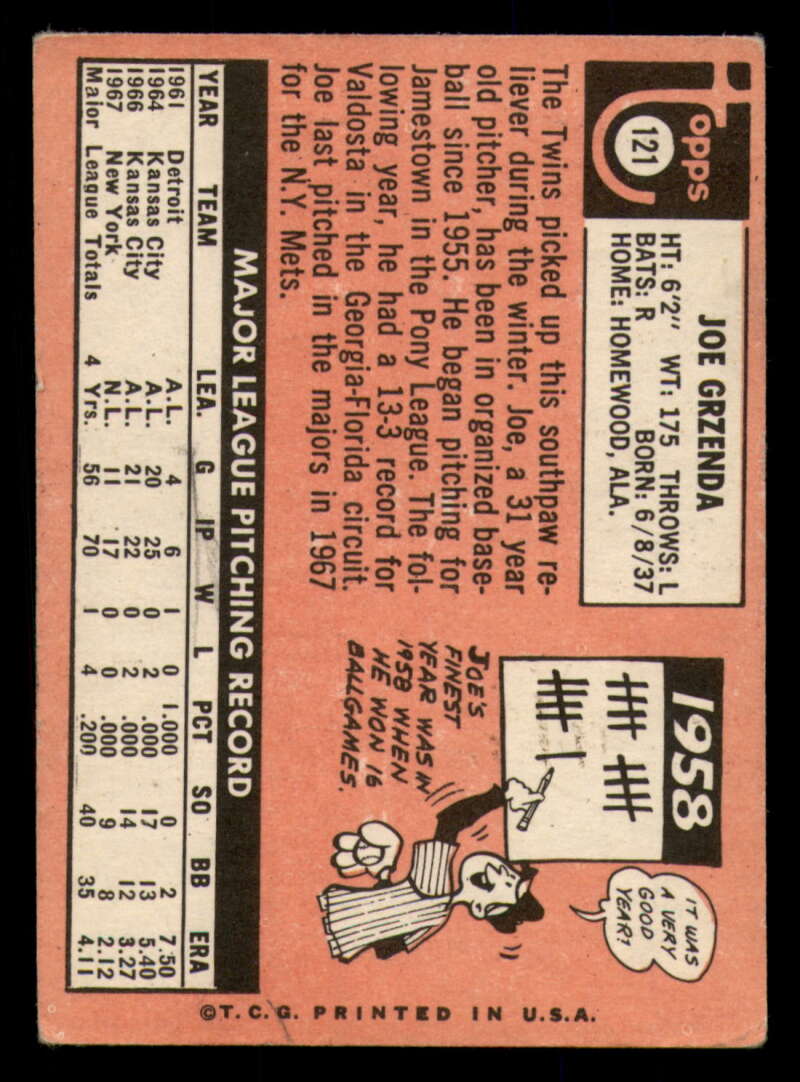 Topps
121
JOE GRZENDA
HT: 6'2" WT: 175 THROWS: L
BATS: R BORN: 6/8/37
HOME: HOMEWOOD, ALA.
The Twins picked up this southpaw re-
liever during the winter. Joe, a 31 year
old pitcher, has been in organized base-
ball since 1955. He began pitching for
Jamestown in the Pony League. The fol-
lowing year, he had a 13-3 record for
Valdosta in the Georgia-Florida circuit.
Joe last pitched in the majors in 1967
for the N.Y. Mets.
1958
IT WAS
A VERY
GOOD
YEAR!
JOE'S
FINEST
YEAR WAS IN
1958 WHEN
HE WON 16
BALLGAMES.
MAJOR LEAGUE PITCHING RECORD
YEAR TEAM LEA. G IP W L PCT SO BB ERA
1961 Detroit A.L. 4 6 1 0 1.000 0 2 7.50
1964 Kansas City A.L. 20 25 0 2 .000 17 13 5.40
1966 Kansas City A.L. 21 22 0 2 .000 14 12 3.27
1967 New York N.L. 11 17 0 0 .000 9 8 2.12
Major League Totals 4 Yrs. 56 70 1 4 .200 40 35 4.11
©T.C.G. PRINTED IN U.S.A.